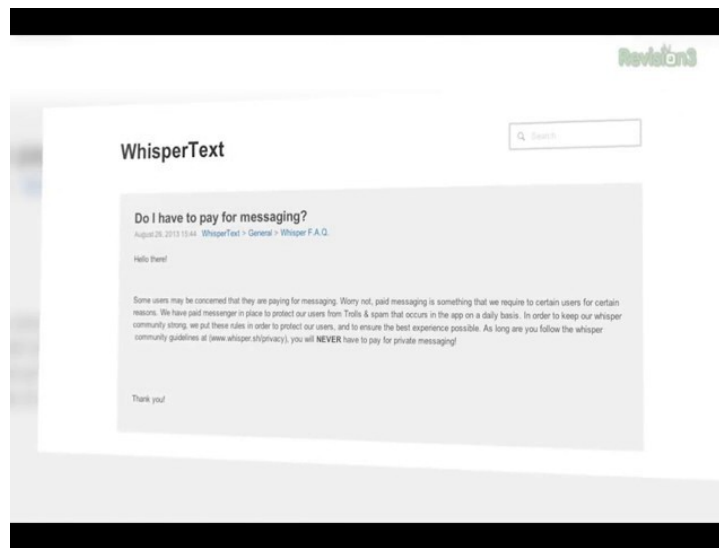 Revision3
WhisperText
Search
Do I have to pay for messaging?
August 29, 2013 15:44 WhisperText > General > Whisper F.A.Q.
Hello there!
Some users may be concerned that they are paying for messaging. Worry not, paid messaging is something that we require to certain users for certain
reasons. We have paid messenger in place to protect our users from Trolls & spam that occurs in the app on a daily basis. In order to keep our whisper
community strong, we put these rules in order to protect our users, and to ensure the best experience possible. As long are you follow the whisper
community guidelines at (www.whisper.sh/privacy), you will NEVER have to pay for private messaging!
Thank you!